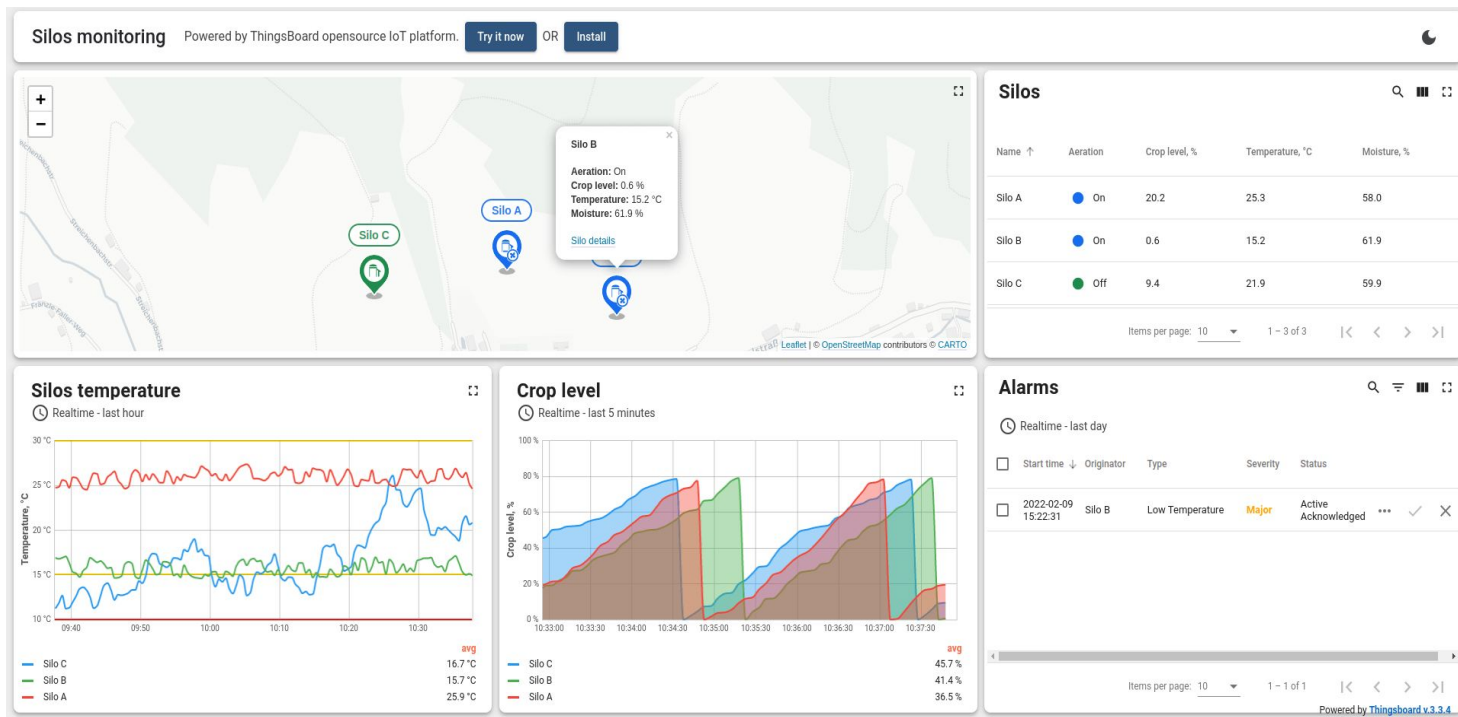 Silos monitoring Powered by ThingsBoard opensource IoT platform. Try it now OR Install
+
−
Silo B
Aeration: On
Crop level: 0.6 %
Temperature: 15.2 °C
Moisture: 61.9 %
Silo details
Silo A
Silo C
Streichenbachstr.
Streichenbachstr.
Fränzle-Faller-Weg
Leaflet | © OpenStreetMap contributors © CARTO
Silos
Name ↑ Aeration Crop level, % Temperature, °C Moisture, %
Silo A On 20.2 25.3 58.0
Silo B On 0.6 15.2 61.9
Silo C Off 9.4 21.9 59.9
Items per page: 10 1 – 3 of 3
Silos temperature
Realtime - last hour
30 °C
25 °C
20 °C
15 °C
10 °C
Temperature, °C
09:40 09:50 10:00 10:10 10:20 10:30
avg
Silo C 16.7 °C
Silo B 15.7 °C
Silo A 25.9 °C
Crop level
Realtime - last 5 minutes
100 %
80 %
60 %
40 %
20 %
0 %
Crop level, %
10:33:00 10:33:30 10:34:00 10:34:30 10:35:00 10:35:30 10:36:00 10:36:30 10:37:00 10:37:30
avg
Silo C 45.7 %
Silo B 41.4 %
Silo A 36.5 %
Alarms
Realtime - last day
Start time ↓ Originator Type Severity Status
2022-02-09 15:22:31 Silo B Low Temperature Major Active Acknowledged
Items per page: 10 1 – 1 of 1
Powered by Thingsboard v.3.3.4